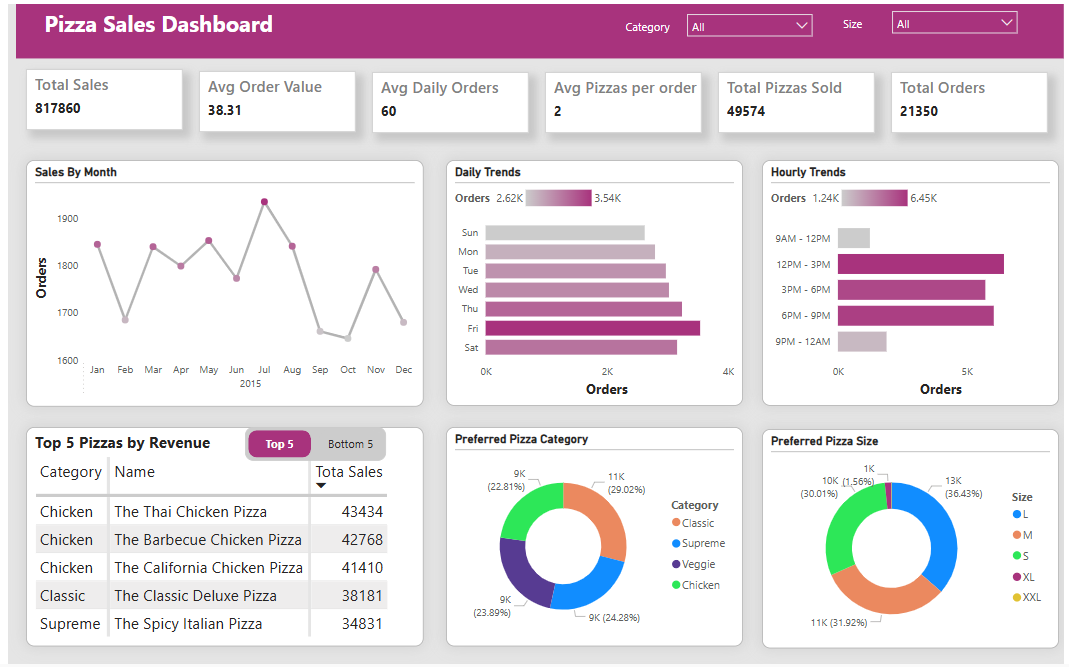 Pizza Sales Dashboard
Category All Size All
Total Sales
817860
Avg Order Value
38.31
Avg Daily Orders
60
Avg Pizzas per order
2
Total Pizzas Sold
49574
Total Orders
21350
Sales By Month
Orders
1900
1800
1700
1600
Jan Feb Mar Apr May Jun Jul Aug Sep Oct Nov Dec
2015
Daily Trends
Orders 2.62K 3.54K
Sun
Mon
Tue
Wed
Thu
Fri
Sat
0K 2K 4K
Orders
Hourly Trends
Orders 1.24K 6.45K
9AM - 12PM
12PM - 3PM
3PM - 6PM
6PM - 9PM
9PM - 12AM
0K 5K
Orders
Top 5 Pizzas by Revenue Top 5 Bottom 5
Category Name Tota Sales
Chicken The Thai Chicken Pizza 43434
Chicken The Barbecue Chicken Pizza 42768
Chicken The California Chicken Pizza 41410
Classic The Classic Deluxe Pizza 38181
Supreme The Spicy Italian Pizza 34831
Preferred Pizza Category
9K
(22.81%)
11K
(29.02%)
9K
(23.89%)
9K (24.28%)
Category
Classic
Supreme
Veggie
Chicken
Preferred Pizza Size
1K
(1.56%)
10K
(30.01%)
13K
(36.43%)
11K (31.92%)
Size
L
M
S
XL
XXL